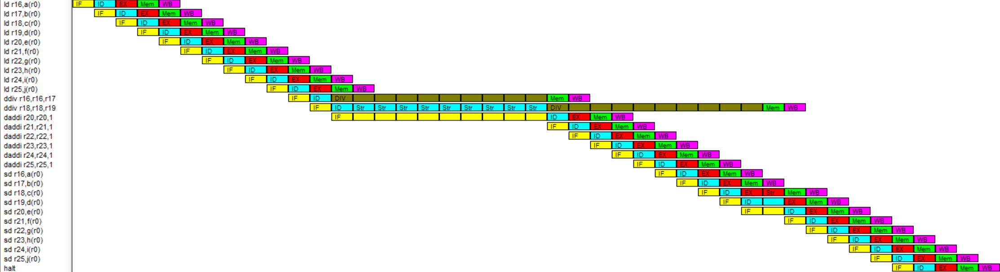 ld r16,a(r0) IF ID EX Mem WB
ld r17,b(r0) IF ID EX Mem WB
ld r18,c(r0) IF ID EX Mem WB
ld r19,d(r0) IF ID EX Mem WB
ld r20,e(r0) IF ID EX Mem WB
ld r21,f(r0) IF ID EX Mem WB
ld r22,g(r0) IF ID EX Mem WB
ld r23,h(r0) IF ID EX Mem WB
ld r24,i(r0) IF ID EX Mem WB
ld r25,j(r0) IF ID EX Mem WB
ddiv r16,r16,r17 IF ID DIV Mem WB
ddiv r18,r18,r19 IF ID Str Str Str Str Str Str Str Str Str DIV Mem WB
daddi r20,r20,1 IF ID EX Mem WB
daddi r21,r21,1 IF ID EX Mem WB
daddi r22,r22,1 IF ID EX Mem WB
daddi r23,r23,1 IF ID EX Mem WB
daddi r24,r24,1 IF ID EX Mem WB
daddi r25,r25,1 IF ID EX Mem WB
sd r16,a(r0) IF ID EX Mem WB
sd r17,b(r0) IF ID EX Mem WB
sd r18,c(r0) IF ID EX Str Mem WB
sd r19,d(r0) IF ID EX Mem WB
sd r20,e(r0) IF ID EX Mem WB
sd r21,f(r0) IF ID EX Mem WB
sd r22,g(r0) IF ID EX Mem WB
sd r23,h(r0) IF ID EX Mem WB
sd r24,i(r0) IF ID EX Mem WB
sd r25,j(r0) IF ID EX Mem WB
halt IF ID EX Mem WB